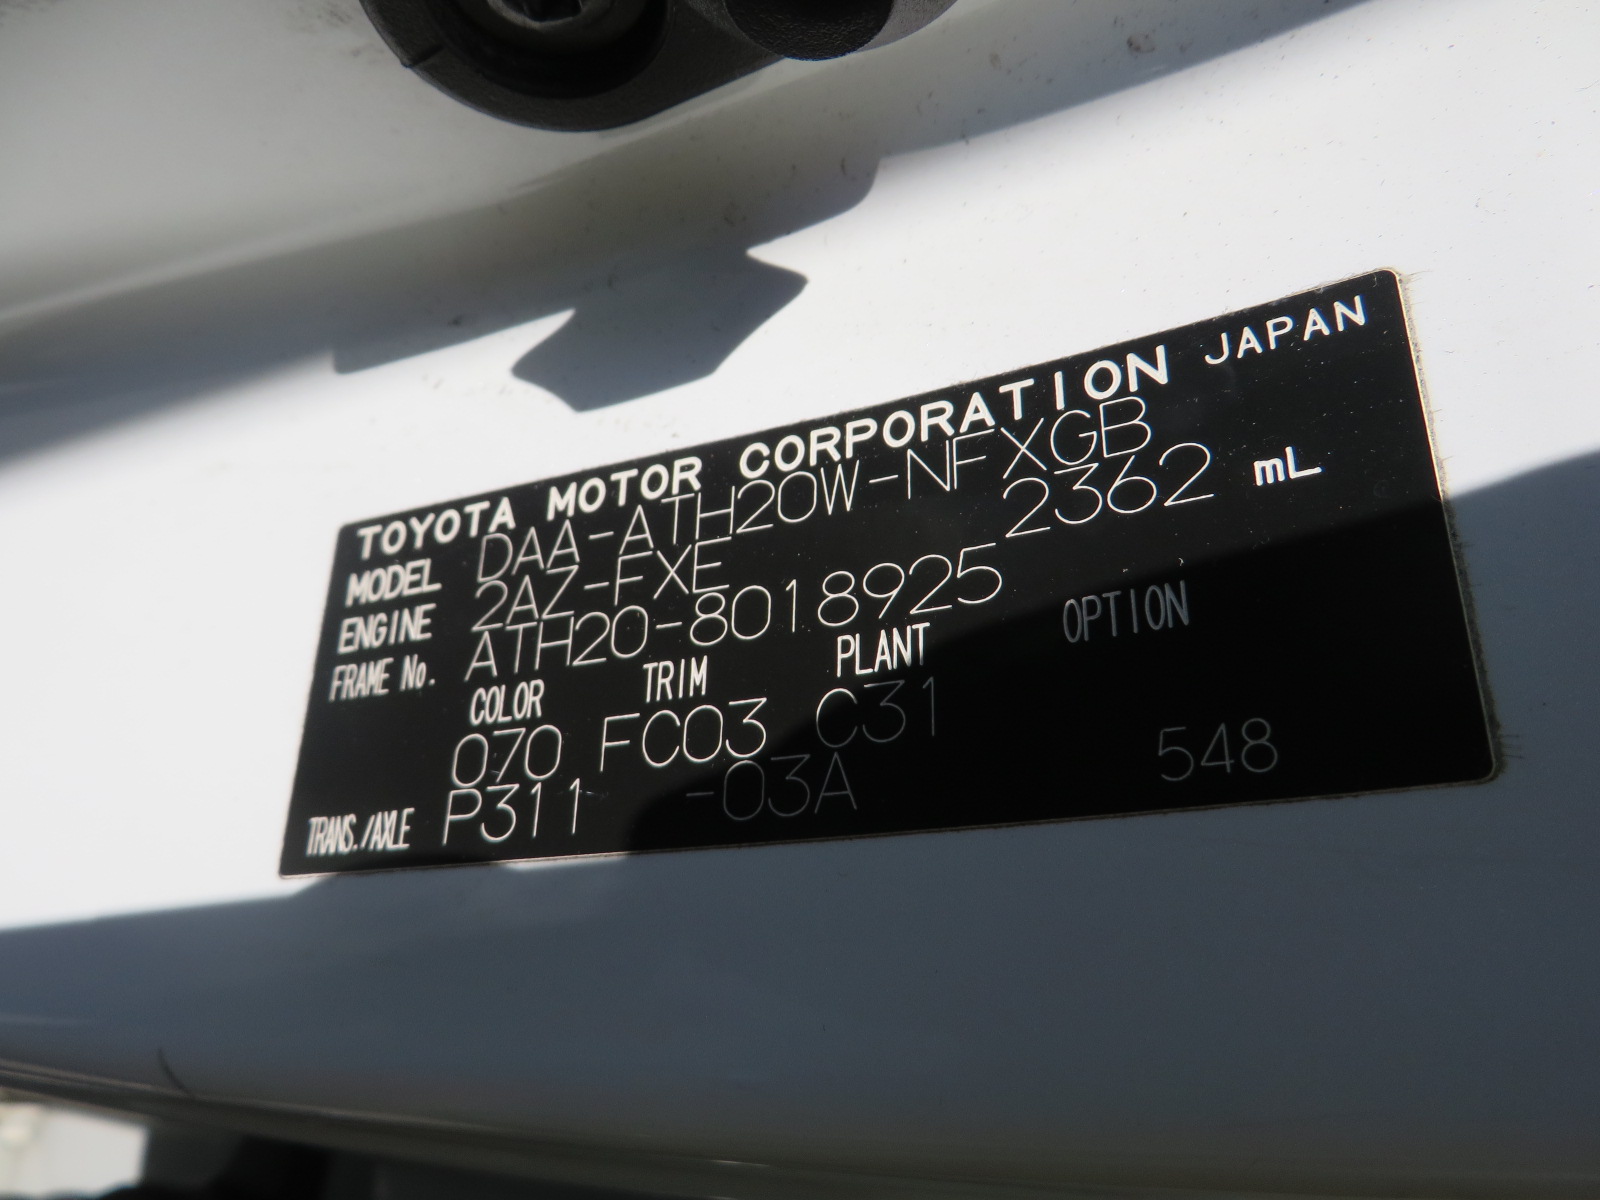 TOYOTA MOTOR CORPORATION JAPAN
MODEL DAA-ATH20W-NFXGB
ENGINE 2AZ-FXE 2362 mL
FRAME No. ATH20-8018925
COLOR TRIM PLANT OPTION
070 FC03 C31
TRANS./AXLE P311 -03A 548